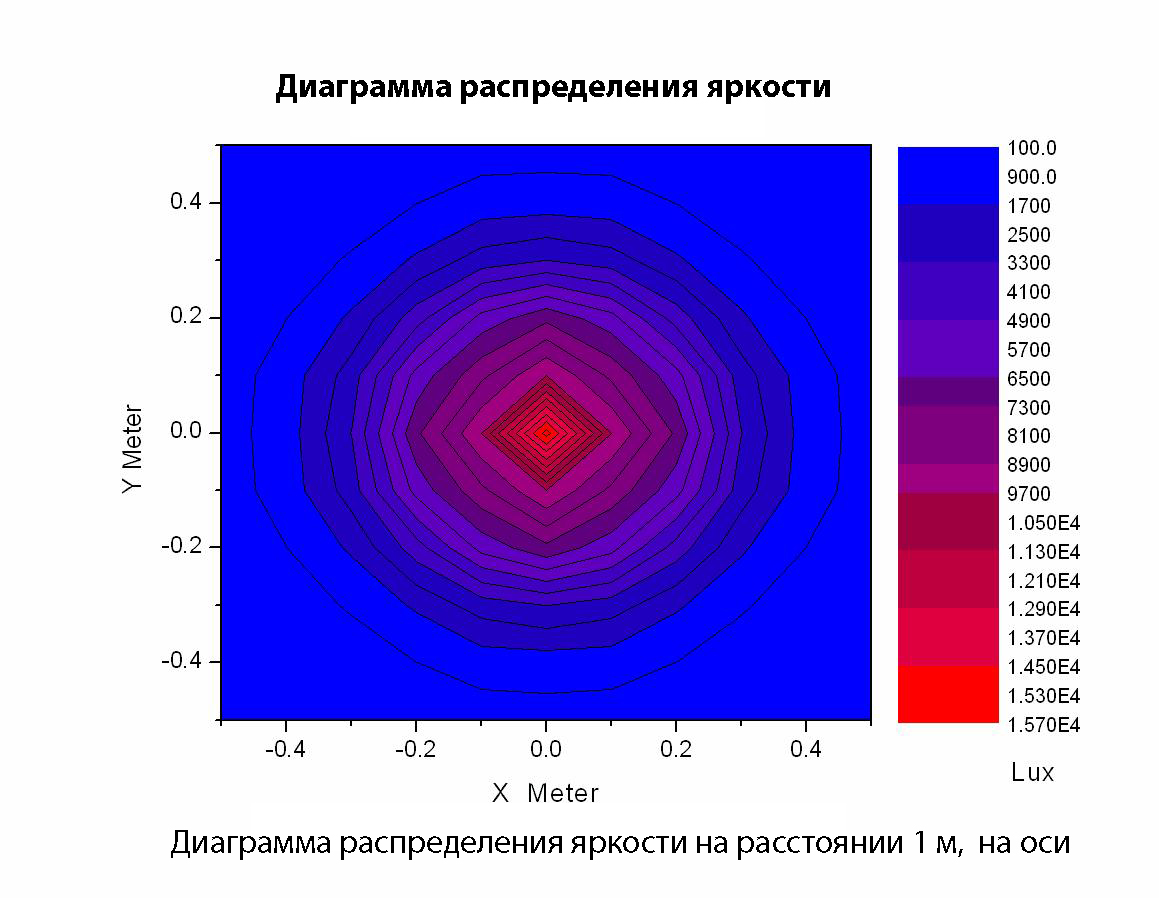 Диаграмма распределения яркости
100.0
900.0
1700
2500
3300
4100
4900
5700
6500
7300
8100
8900
9700
1.050E4
1.130E4
1.210E4
1.290E4
1.370E4
1.450E4
1.530E4
1.570E4
Lux
0.4
0.2
0.0
-0.2
-0.4
Y Meter
-0.4 -0.2 0.0 0.2 0.4
X Meter
Диаграмма распределения яркости на расстоянии 1 м, на оси